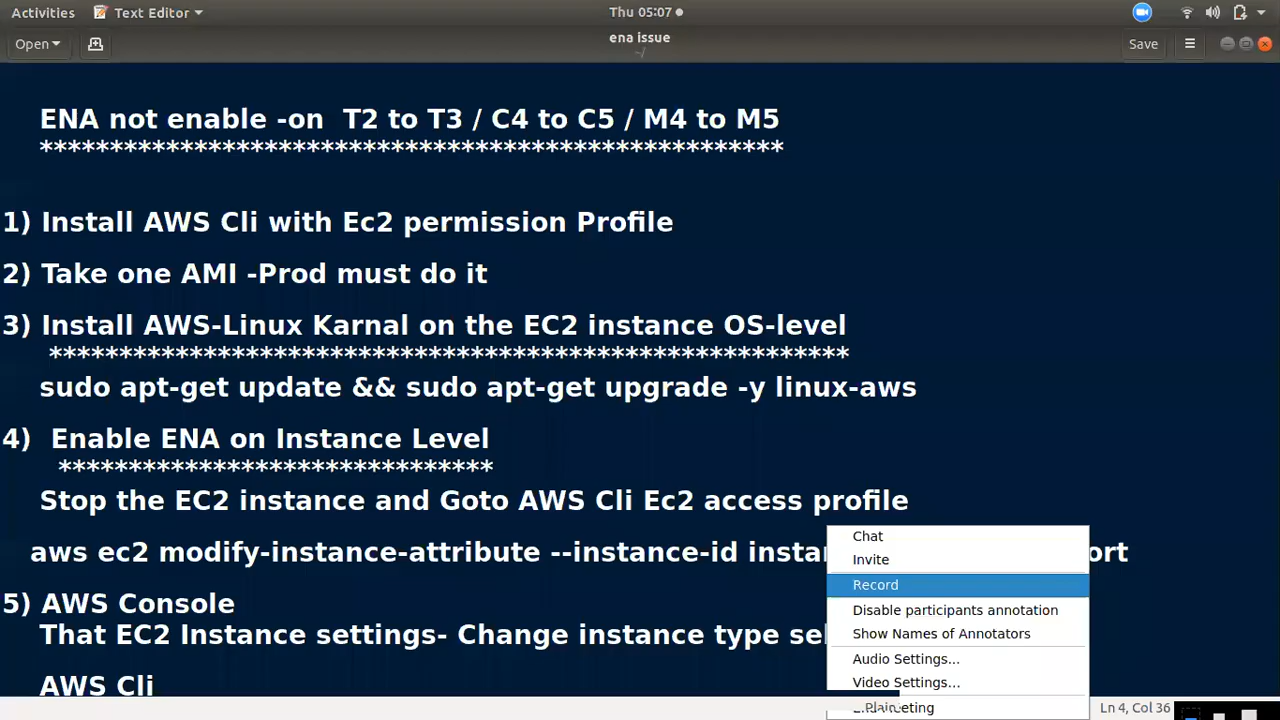 Activities Text Editor Thu 05:07
Open ena issue Save
~/
ENA not enable -on T2 to T3 / C4 to C5 / M4 to M5
*****************************************************
1) Install AWS Cli with Ec2 permission Profile
2) Take one AMI -Prod must do it
3) Install AWS-Linux Karnal on the EC2 instance OS-level
*********************************************************
sudo apt-get update && sudo apt-get upgrade -y linux-aws
4) Enable ENA on Instance Level
*******************************
Stop the EC2 instance and Goto AWS Cli Ec2 access profile
aws ec2 modify-instance-attribute --instance-id
5) AWS Console
That EC2 Instance settings- Change instance type
AWS Cli
Chat
Invite
Record
Disable participants annotation
Show Names of Annotators
Audio Settings...
Video Settings...
Meeting
Ln 4, Col 36